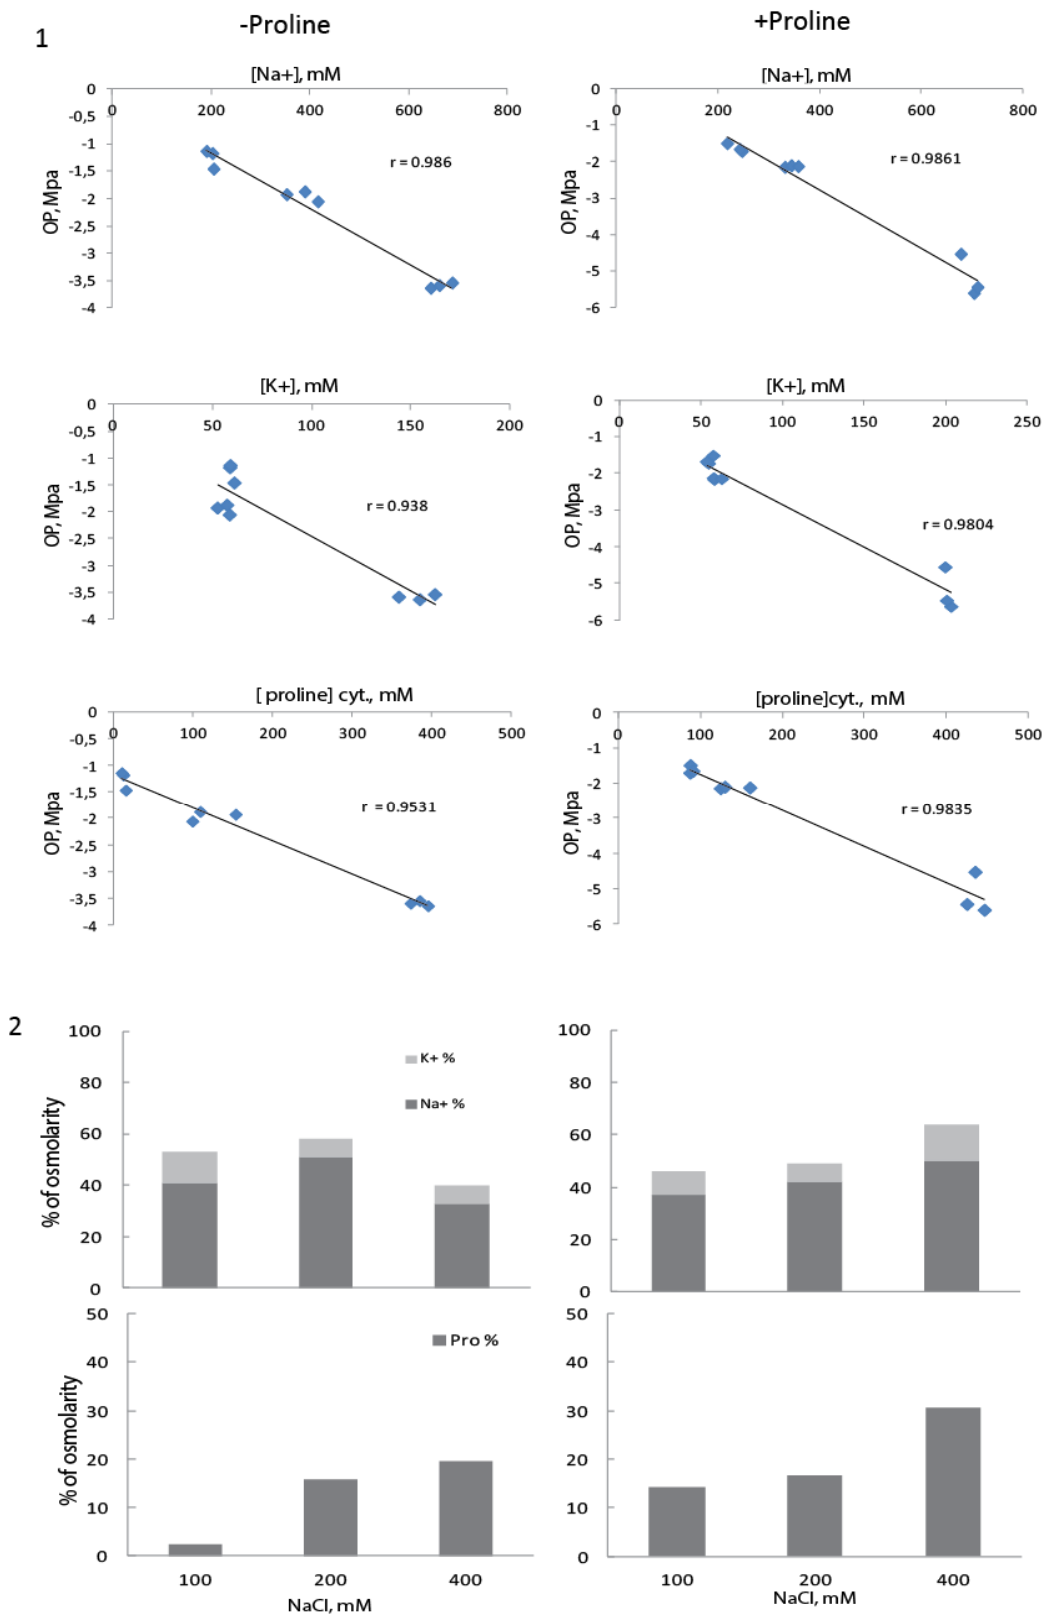 -Proline
+Proline
1
[Na+], mM
[Na+], mM
0
-0,5
-1
-1,5
-2
-2,5
-3
-3,5
-4
0 200 400 600 800
r = 0.986
OP, Mpa
0
-1
-2
-3
-4
-5
-6
0 200 400 600 800
r = 0.9861
OP, Mpa
[K+], mM
[K+], mM
0
-0,5
-1
-1,5
-2
-2,5
-3
-3,5
-4
0 50 100 150 200
r = 0.938
OP, Mpa
0
-1
-2
-3
-4
-5
-6
0 50 100 150 200 250
r = 0.9804
OP, Mpa
[ proline] cyt., mM
[proline]cyt., mM
0
-0,5
-1
-1,5
-2
-2,5
-3
-3,5
-4
0 100 200 300 400 500
r = 0.9531
OP, Mpa
0
-1
-2
-3
-4
-5
-6
0 100 200 300 400 500
r = 0.9835
OP, Mpa
2
100
80
60
40
20
0
% of osmolarity
K+ %
Na+ %
100
80
60
40
20
0
50
40
30
20
10
0
% of osmolarity
Pro %
100 200 400
NaCl, mM
50
40
30
20
10
0
100 200 400
NaCl, mM